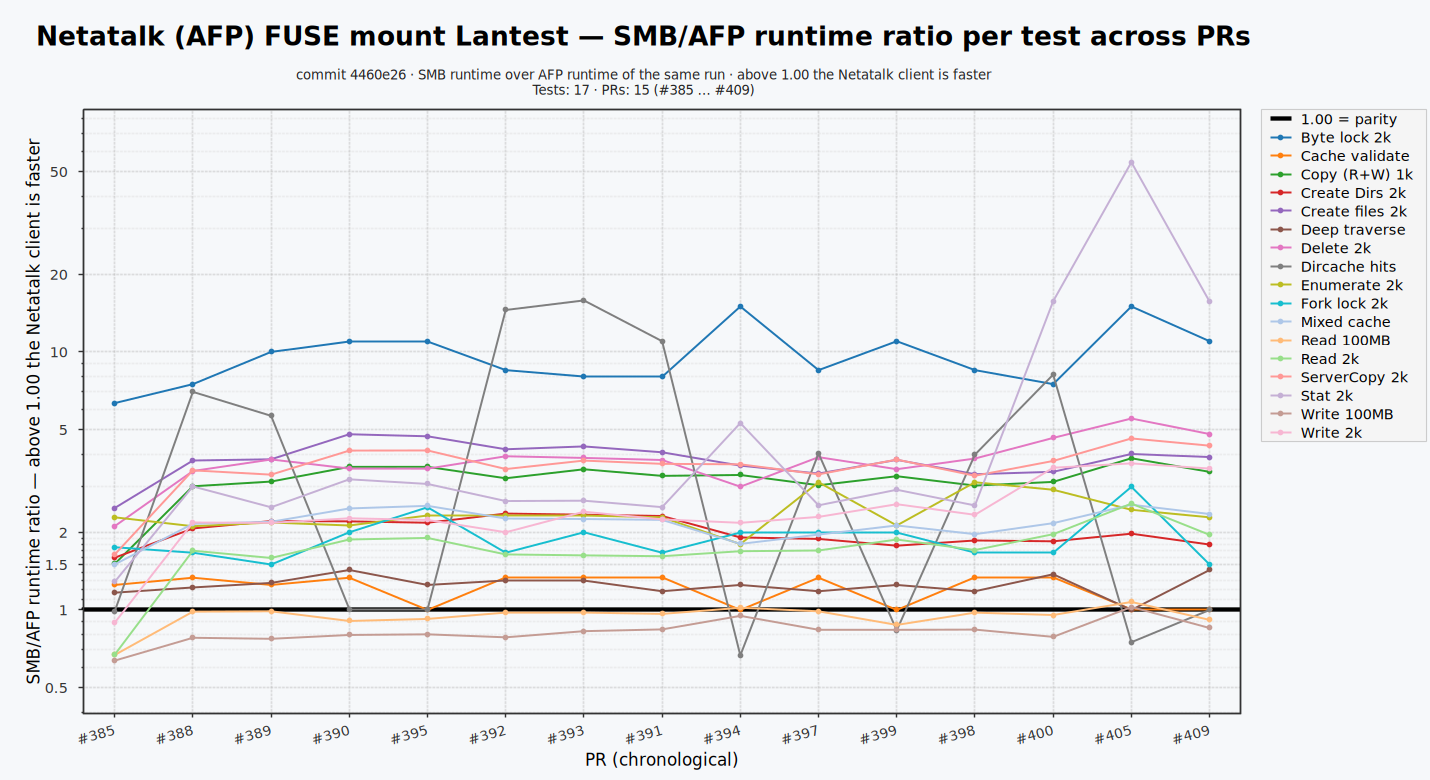 Netatalk (AFP) FUSE mount Lantest — SMB/AFP runtime ratio per test across PRs
commit 4460e26 · SMB runtime over AFP runtime of the same run · above 1.00 the Netatalk client is faster
Tests: 17 · PRs: 15 (#385 … #409)
SMB/AFP runtime ratio — above 1.00 the Netatalk client is faster
50
20
10
5
2
1.5
1
0.5
#385
#388
#389
#390
#395
#392
#393
#391
#394
#397
#399
#398
#400
#405
#409
PR (chronological)
1.00 = parity
Byte lock 2k
Cache validate
Copy (R+W) 1k
Create Dirs 2k
Create files 2k
Deep traverse
Delete 2k
Dircache hits
Enumerate 2k
Fork lock 2k
Mixed cache
Read 100MB
Read 2k
ServerCopy 2k
Stat 2k
Write 100MB
Write 2k